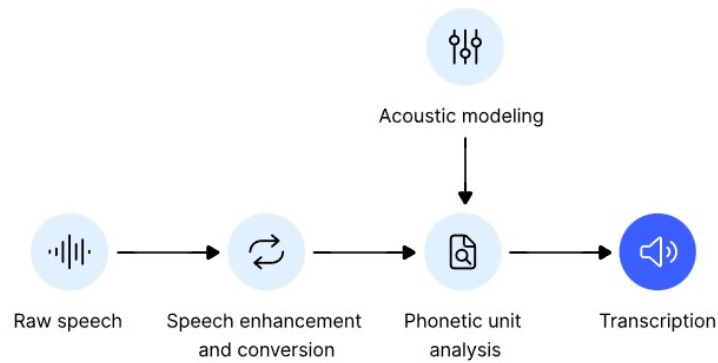 Acoustic modeling
Raw speech
Speech enhancement
and conversion
Phonetic unit
analysis
Transcription